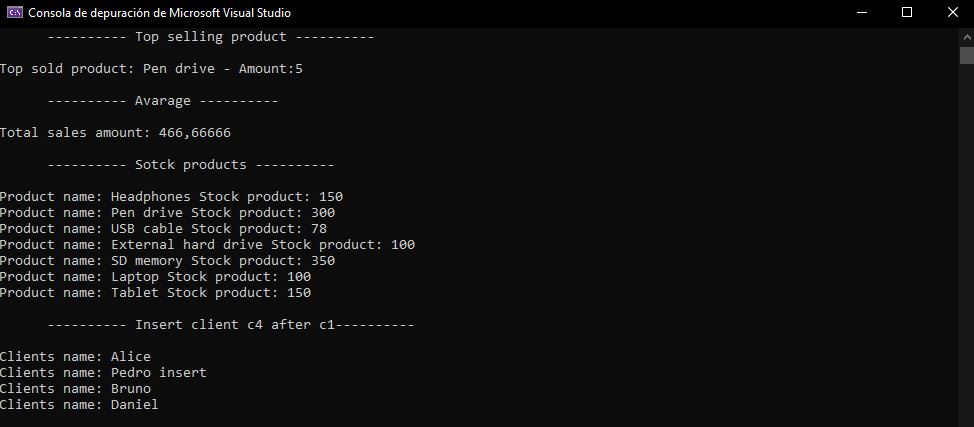 Consola de depuración de Microsoft Visual Studio
---------- Top selling product ----------
Top sold product: Pen drive - Amount:5
---------- Avarage ----------
Total sales amount: 466,66666
---------- Sotck products ----------
Product name: Headphones Stock product: 150
Product name: Pen drive Stock product: 300
Product name: USB cable Stock product: 78
Product name: External hard drive Stock product: 100
Product name: SD memory Stock product: 350
Product name: Laptop Stock product: 100
Product name: Tablet Stock product: 150
---------- Insert client c4 after c1----------
Clients name: Alice
Clients name: Pedro insert
Clients name: Bruno
Clients name: Daniel